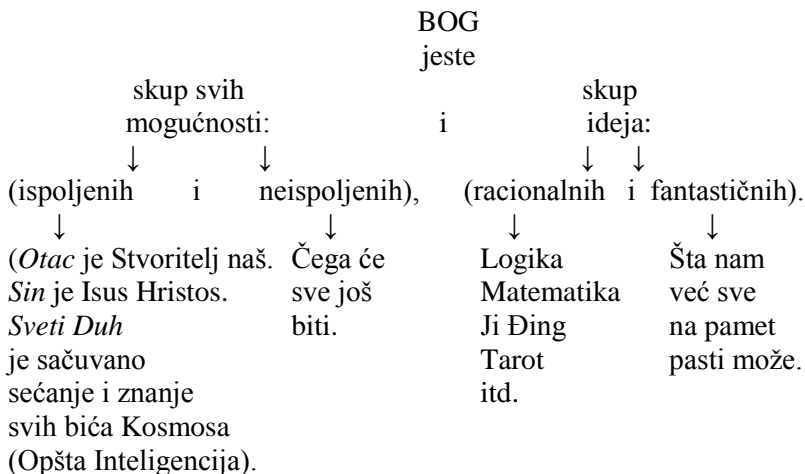 BOG
jeste
skup svih skup
mogućnosti: i ideja:
↓ ↓ ↓ ↓
(ispoljenih i neispoljenih), (racionalnih i fantastičnih).
↓ ↓ ↓ ↓
(Otac je Stvoritelj naš. Čega će Logika Šta nam
Sin je Isus Hristos. sve još Matematika već sve
Sveti Duh biti. Ji Đing na pamet
je sačuvano Tarot pasti može.
sećanje i znanje itd.
svih bića Kosmosa
(Opšta Inteligencija).